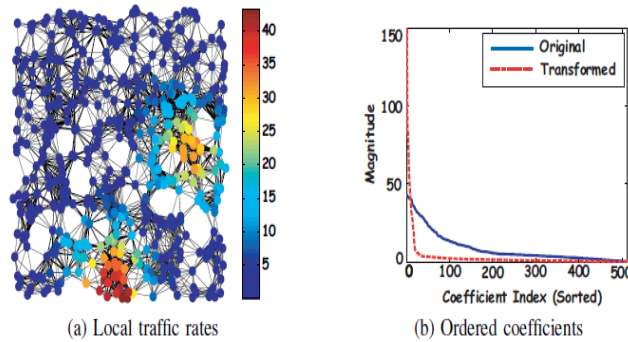 40
35
30
25
20
15
10
5
(a) Local traffic rates
150
100
50
0
Magnitude
Original
Transformed
0 100 200 300 400 500
Coefficient Index (Sorted)
(b) Ordered coefficients